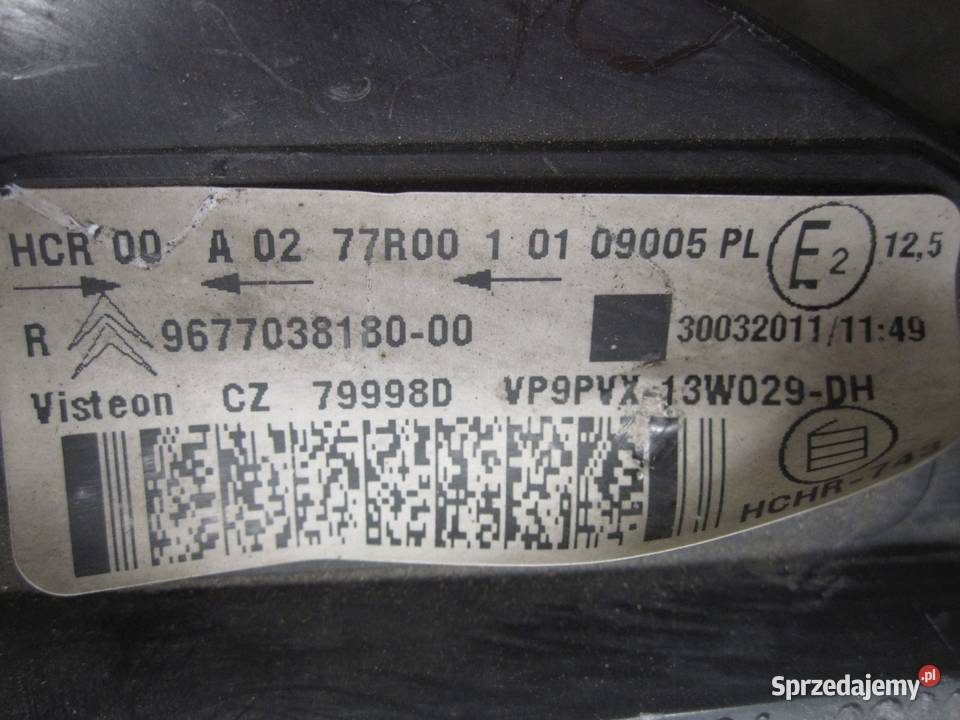 HCR 00 A 02 77R00 1 01 09005 PL E2 12,5
R 9677038180-00 30032011/11:49
Visteon CZ 79998D VP9PVX-13W029-DH
HCHR-743
Sprzedajemy.pl